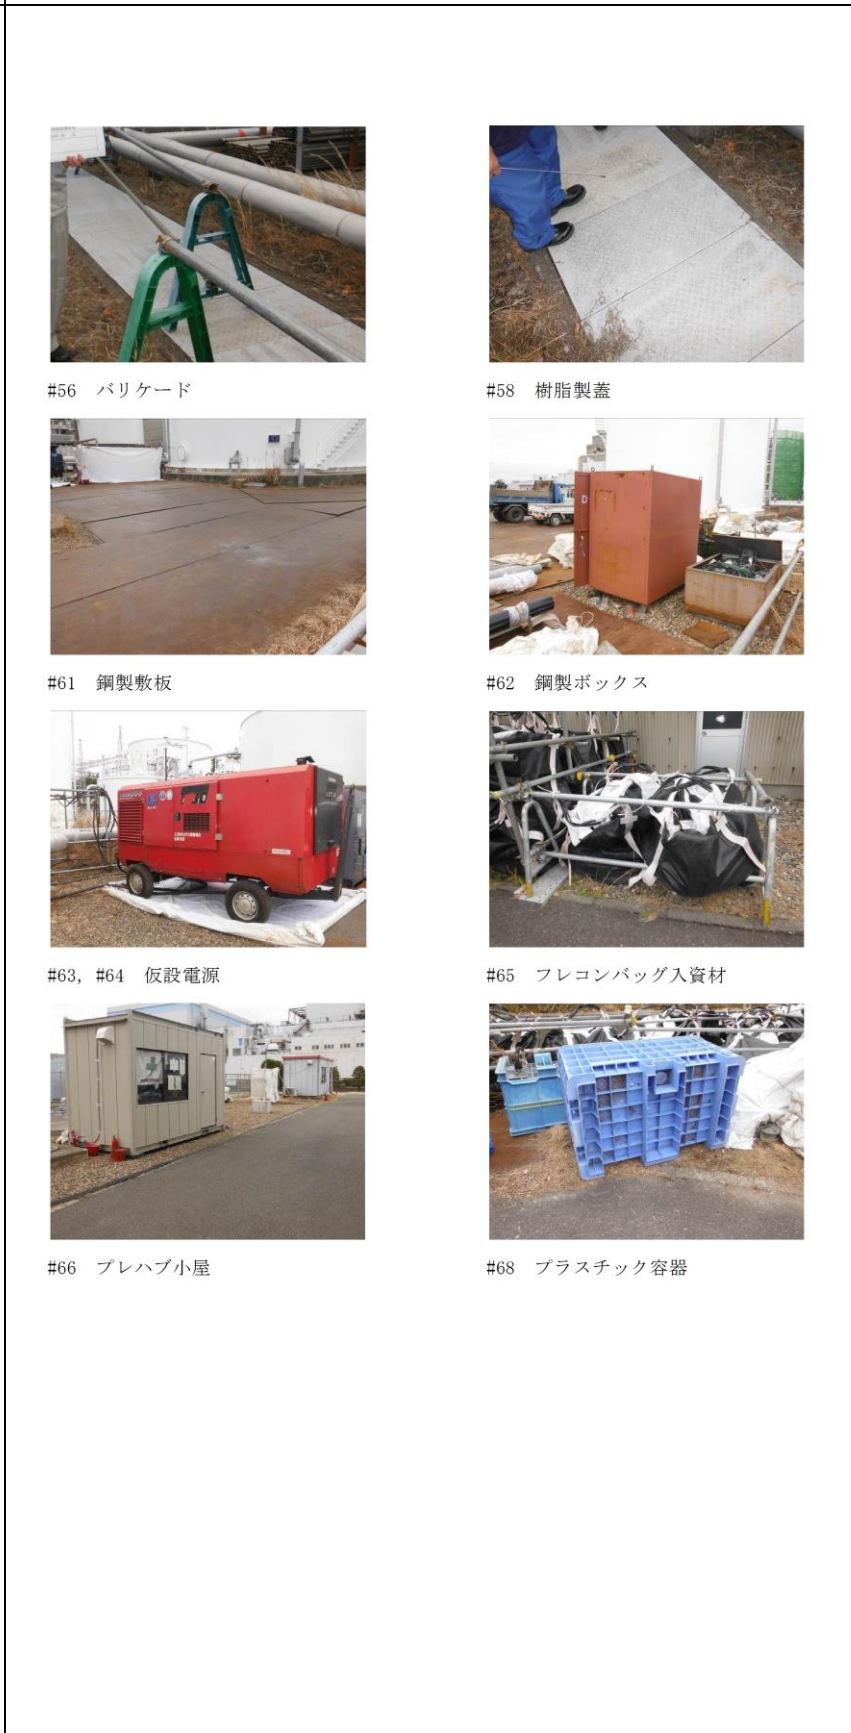 #56 バリケード
#58 樹脂製蓋
#61 鋼製敷板
#62 鋼製ボックス
#63, #64 仮設電源
#65 フレコンバッグ入資材
#66 プレハブ小屋
#68 プラスチック容器